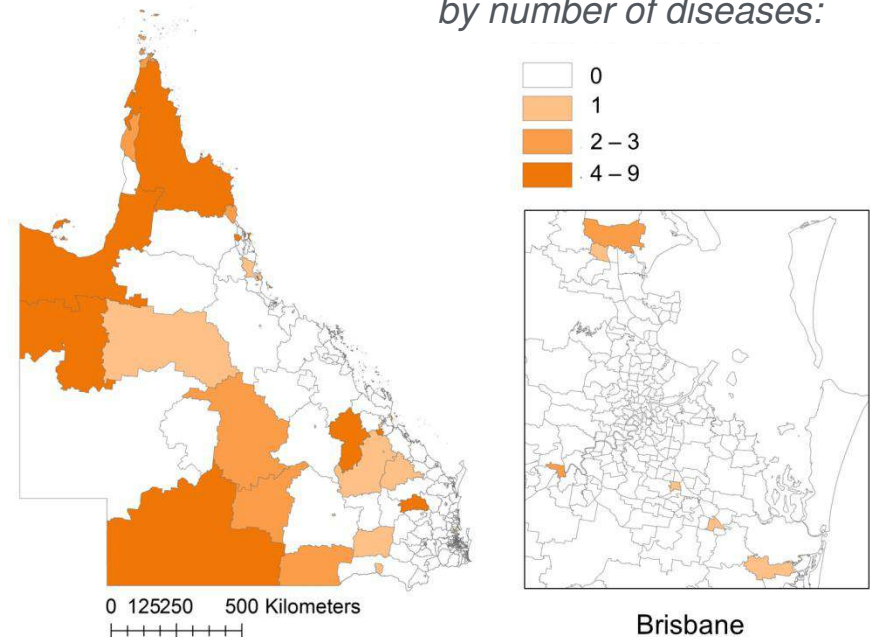 by number of diseases:
0
1
2 – 3
4 – 9
0 125250 500 Kilometers
Brisbane